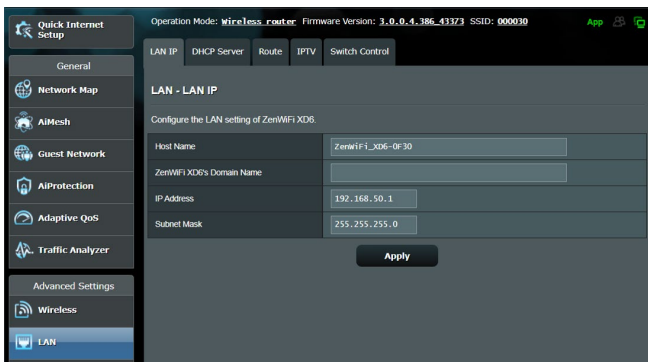 Quick Internet
Setup
Operation Mode: Wireless router Firmware Version: 3.0.0.4.386_43373 SSID: 000030
App
LAN IP DHCP Server Route IPTV Switch Control
General
Network Map
AiMesh
Guest Network
AiProtection
Adaptive QoS
Traffic Analyzer
Advanced Settings
Wireless
LAN
LAN - LAN IP
Configure the LAN setting of ZenWiFi XD6.
Host Name ZenWiFi_XD6-0F30
ZenWiFi XD6's Domain Name
IP Address 192.168.50.1
Subnet Mask 255.255.255.0
Apply